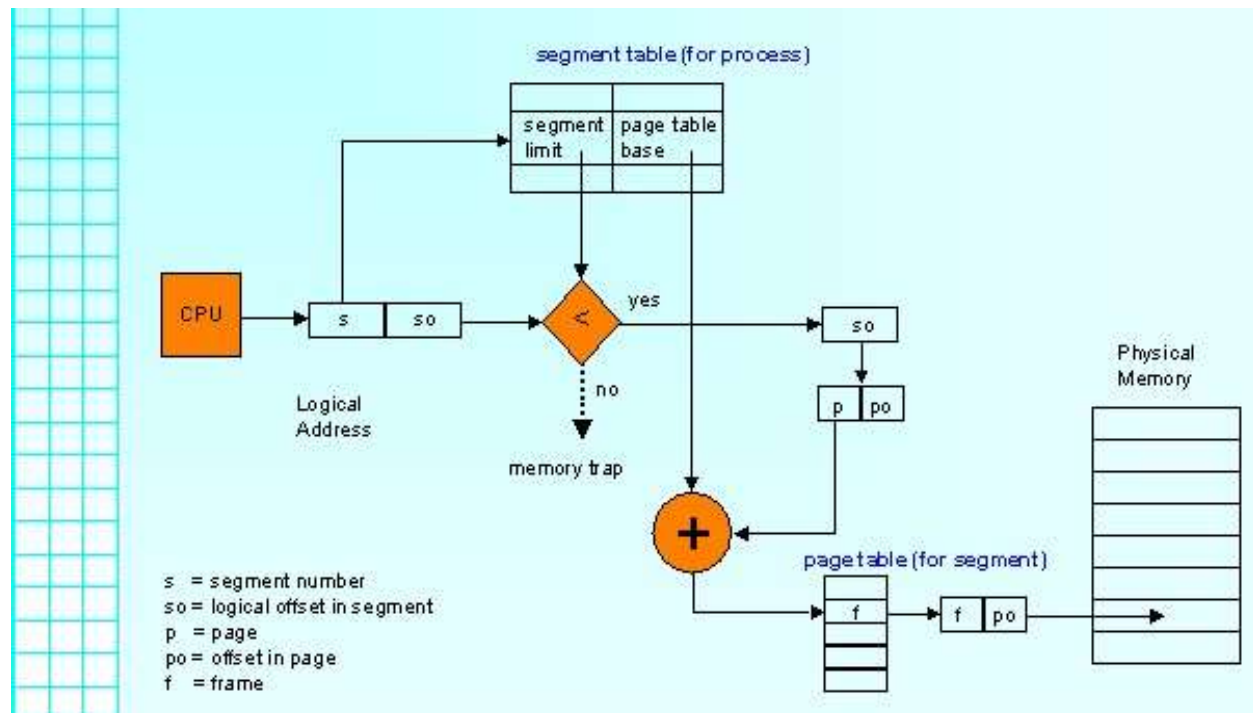 segment table (for process)
segment page table
limit base
CPU
s so
<
yes
so
no
p po
Logical
Address
memory trap
Physical
Memory
+
page table (for segment)
f
f po
s = segment number
so = logical offset in segment
p = page
po = offset in page
f = frame